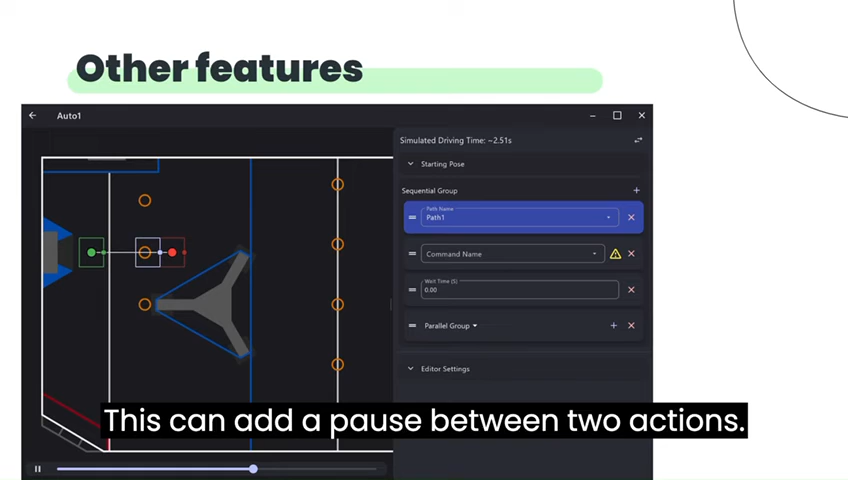 Other features
Auto1
Simulated Driving Time: ~2.51s
Starting Pose
Sequential Group
Path Name
Path1
Command Name
Wait Time (S)
0.00
Parallel Group
Editor Settings
This can add a pause between two actions.